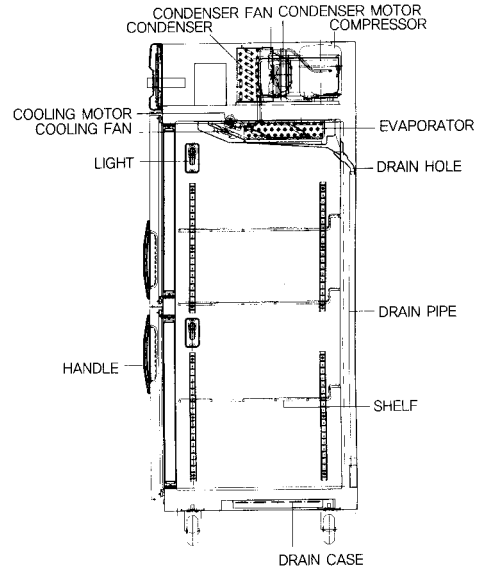 CONDENSER FAN CONDENSER MOTOR
CONDENSER COMPRESSOR
COOLING MOTOR
COOLING FAN
EVAPORATOR
LIGHT
DRAIN HOLE
DRAIN PIPE
HANDLE
SHELF
DRAIN CASE